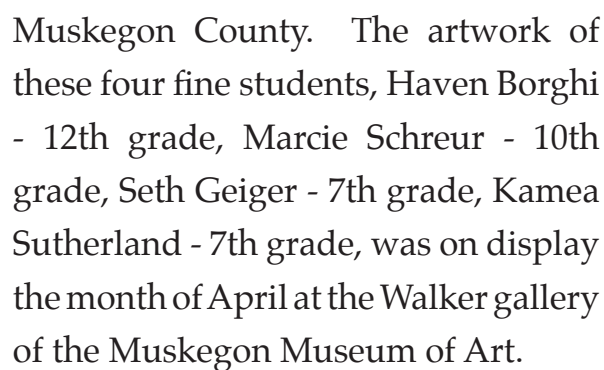 Muskegon County. The artwork of
these four fine students, Haven Borghi
- 12th grade, Marcie Schreur - 10th
grade, Seth Geiger - 7th grade, Kamea
Sutherland - 7th grade, was on display
the month of April at the Walker gallery
of the Muskegon Museum of Art.